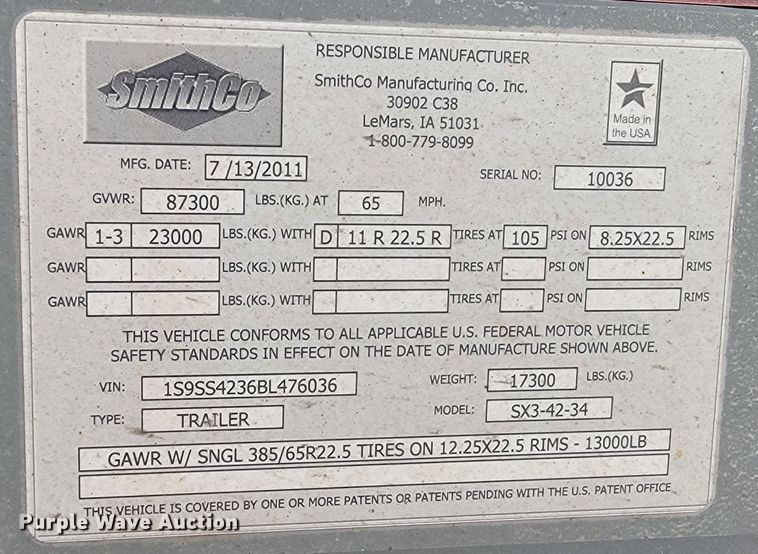 SmithCo
RESPONSIBLE MANUFACTURER
SmithCo Manufacturing Co. Inc.
30902 C38
LeMars, IA 51031
1-800-779-8099
Made in
the USA
MFG. DATE: 7 /13/2011 SERIAL NO: 10036
GVWR: 87300 LBS.(KG.) AT 65 MPH.
GAWR 1-3 23000 LBS.(KG.) WITH D 11 R 22.5 R TIRES AT 105 PSI ON 8.25X22.5 RIMS
GAWR LBS.(KG.) WITH TIRES AT PSI ON RIMS
GAWR LBS.(KG.) WITH TIRES AT PSI ON RIMS
THIS VEHICLE CONFORMS TO ALL APPLICABLE U.S. FEDERAL MOTOR VEHICLE
SAFETY STANDARDS IN EFFECT ON THE DATE OF MANUFACTURE SHOWN ABOVE.
VIN: 1S9SS4236BL476036 WEIGHT: 17300 LBS.(KG.)
TYPE: TRAILER MODEL: SX3-42-34
GAWR W/ SNGL 385/65R22.5 TIRES ON 12.25X22.5 RIMS - 13000LB
THIS VEHICLE IS COVERED BY ONE OR MORE PATENTS OR PATENTS PENDING WITH THE U.S. PATENT OFFICE
Purple Wave Auction